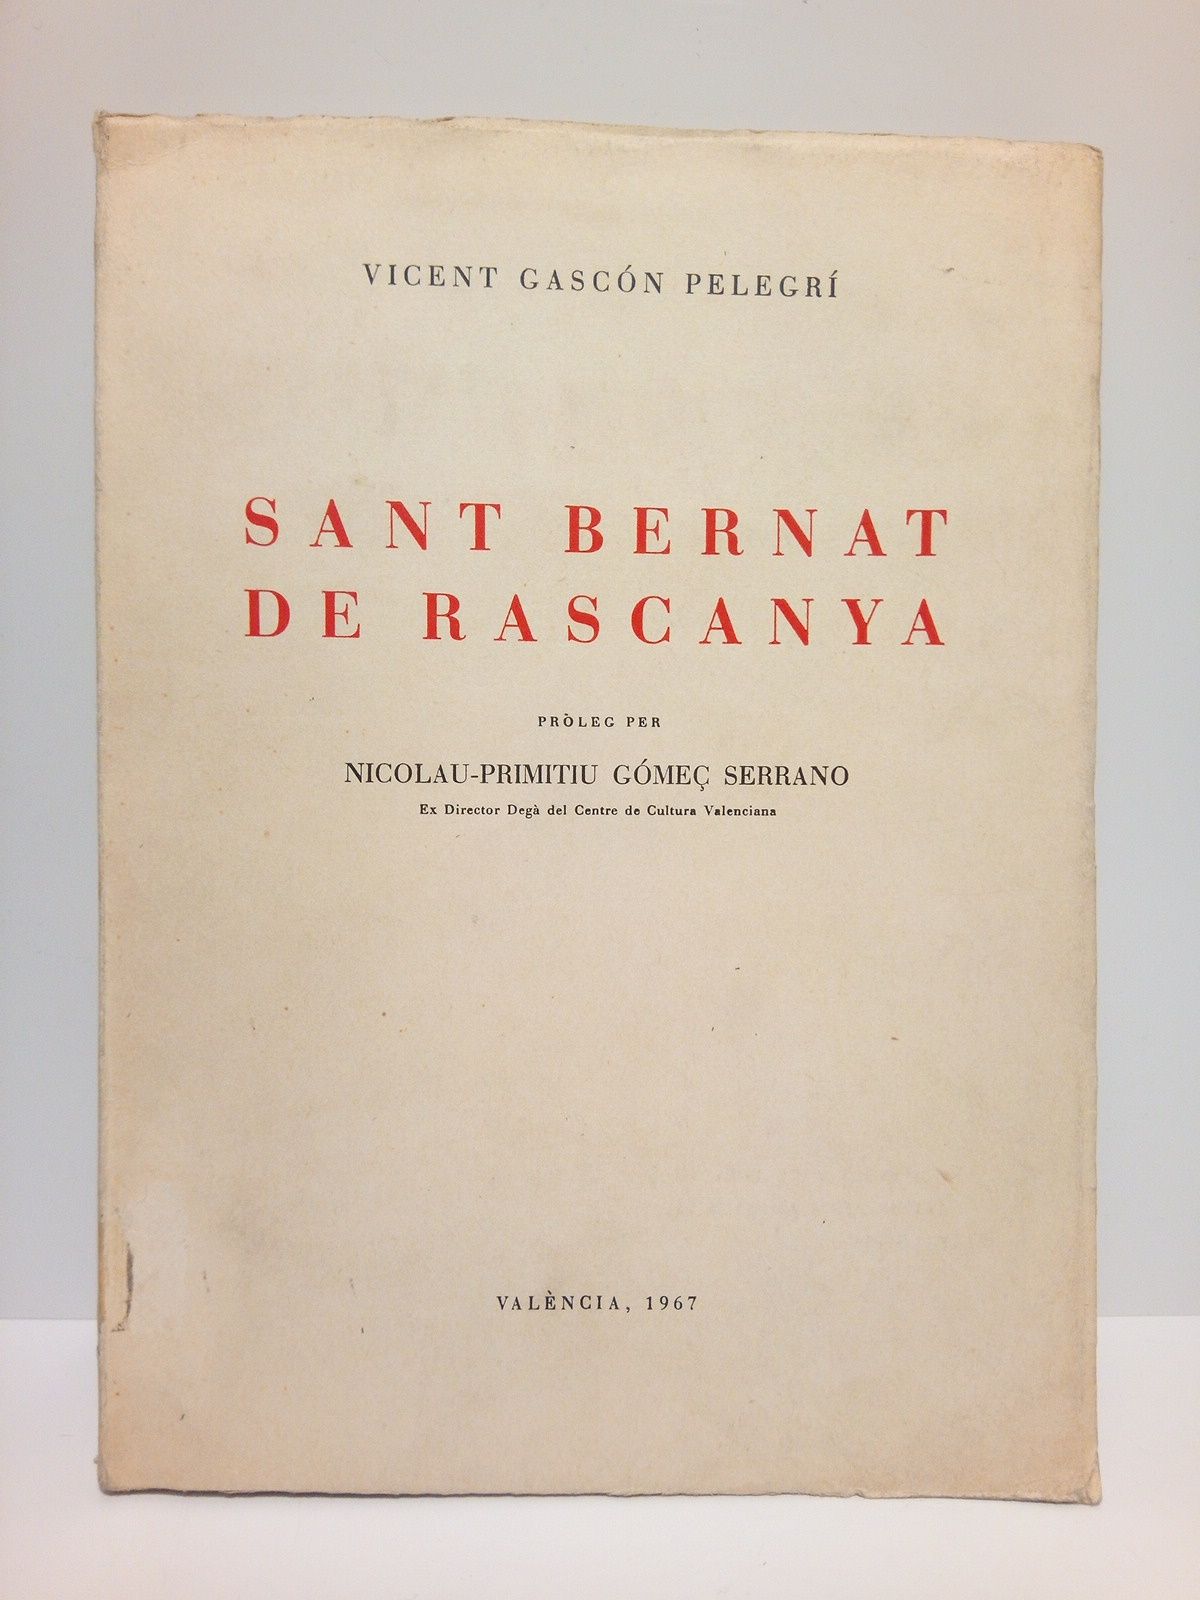 VICENT GASCÓN PELEGRÍ
SANT BERNAT
DE RASCANYA
PRÒLEG PER
NICOLAU-PRIMITIU GÓMEÇ SERRANO
Ex Director Degà del Centre de Cultura Valenciana
VALÈNCIA, 1967